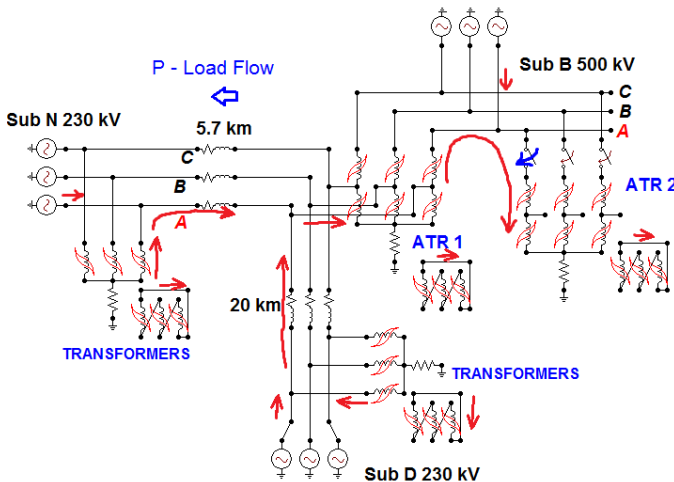 Sub B 500 kV
P - Load Flow
C
B
A
Sub N 230 kV
5.7 km
C
B
A
ATR 2
ATR 1
20 km
TRANSFORMERS
TRANSFORMERS
Sub D 230 kV